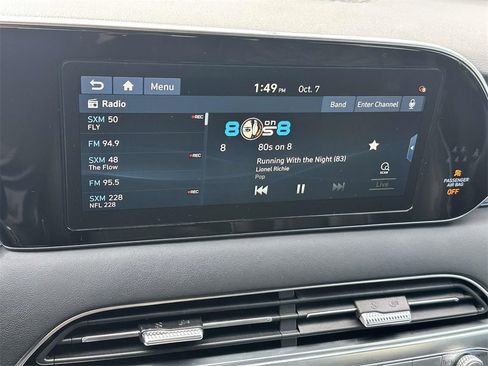 Menu
1:49 PM Oct. 7
Radio
Band
Enter Channel
SXM 50
REC
FLY
FM 94.9
SXM 48
REC
The Flow
FM 95.5
SXM 228
REC
NFL 228
8 on 8
8
80s on 8
Running With the Night (83)
Lionel Richie
Pop
SCAN
Live
PASSENGER
AIR BAG
OFF